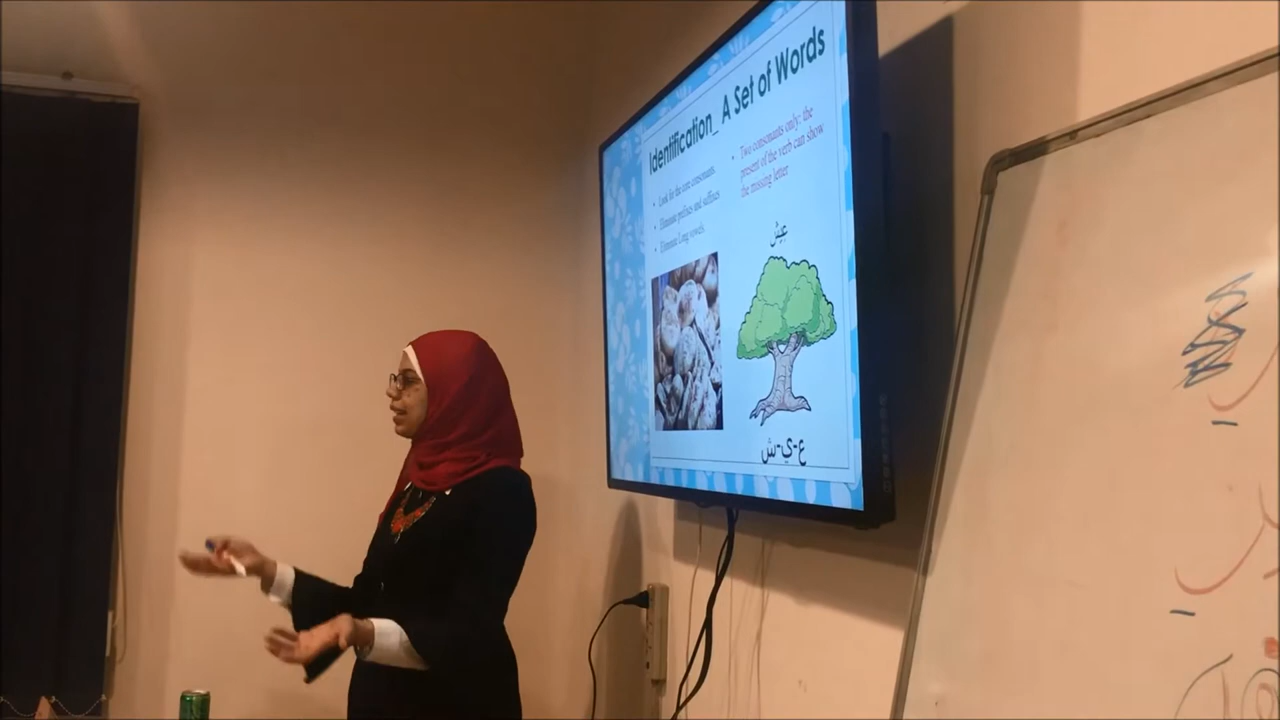 Identification_ A Set of Words
• Look for the core consonants
• Eliminate prefixes and suffixes
• Eliminate Long vowels
• Two consonants only: the
present of the verb can show
the missing letter
عِش
ع-ي-ش